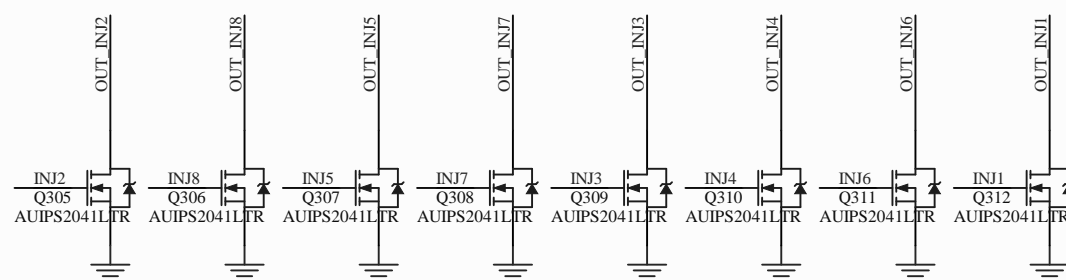 OUT_INJ2
OUT_INJ8
OUT_INJ5
OUT_INJ7
OUT_INJ3
OUT_INJ4
OUT_INJ6
OUT_INJ1
INJ2
Q305
AUIPS2041LTR
INJ8
Q306
AUIPS2041LTR
INJ5
Q307
AUIPS2041LTR
INJ7
Q308
AUIPS2041LTR
INJ3
Q309
AUIPS2041LTR
INJ4
Q310
AUIPS2041LTR
INJ6
Q311
AUIPS2041LTR
INJ1
Q312
AUIPS2041LTR